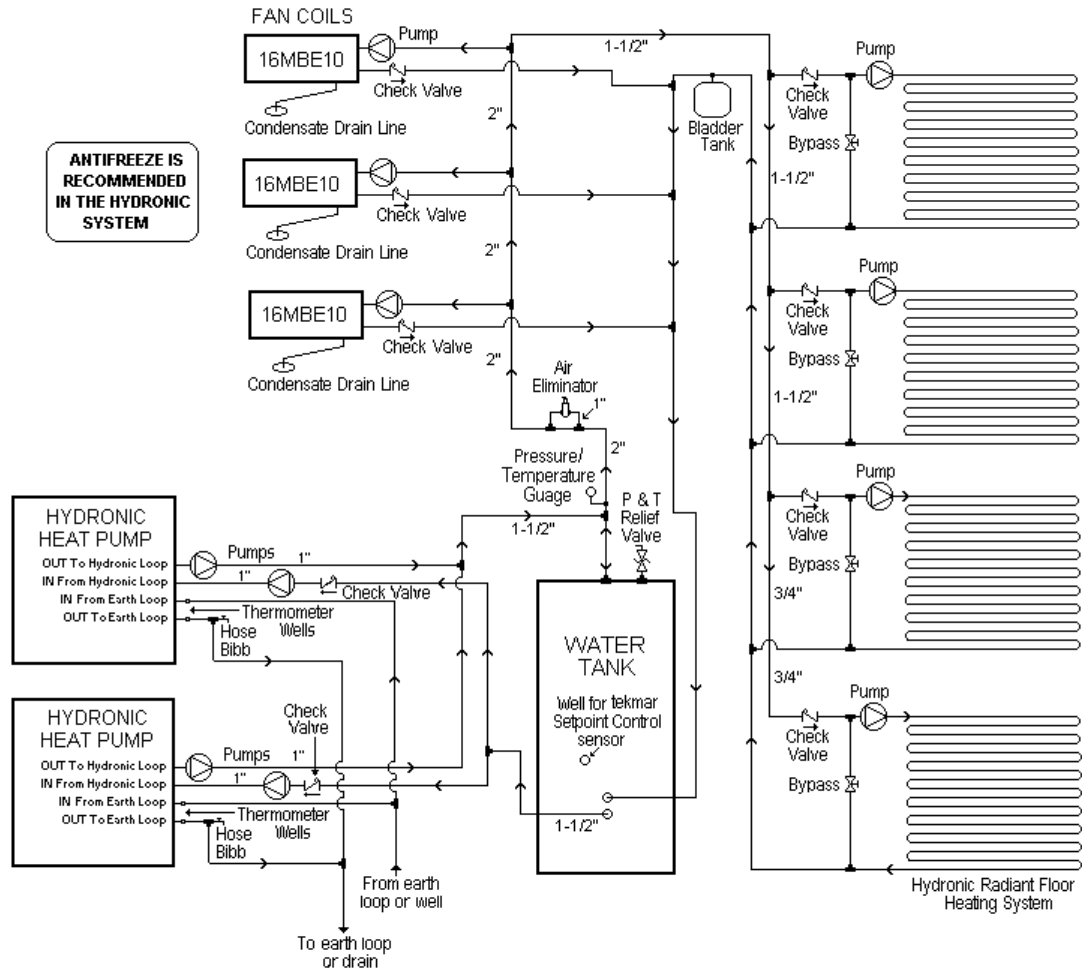 FAN COILS
16MBE10
Pump
Check Valve
Condensate Drain Line
2"
1-1/2"
Bladder
Tank
ANTIFREEZE IS
RECOMMENDED
IN THE HYDRONIC
SYSTEM
16MBE10
Check Valve
Condensate Drain Line
2"
16MBE10
Check Valve
Condensate Drain Line
2"
Air
Eliminator
1"
2"
Pressure/
Temperature
Guage
P & T
Relief
Valve
1-1/2"
HYDRONIC
HEAT PUMP
OUT To Hydronic Loop
IN From Hydronic Loop
IN From Earth Loop
OUT To Earth Loop
Pumps
1"
1"
Check Valve
Thermometer
Wells
Hose
Bibb
HYDRONIC
HEAT PUMP
OUT To Hydronic Loop
IN From Hydronic Loop
IN From Earth Loop
OUT To Earth Loop
Check
Valve
Pumps
1"
1"
Thermometer
Wells
Hose
Bibb
From earth
loop or well
To earth loop
or drain
WATER
TANK
Well for tekmar
Setpoint Control
sensor
1-1/2"
Pump
Check
Valve
Bypass
1-1/2"
Pump
Check
Valve
Bypass
1-1/2"
Pump
Check
Valve
Bypass
3/4"
3/4"
Pump
Check
Valve
Bypass
Hydronic Radiant Floor
Heating System